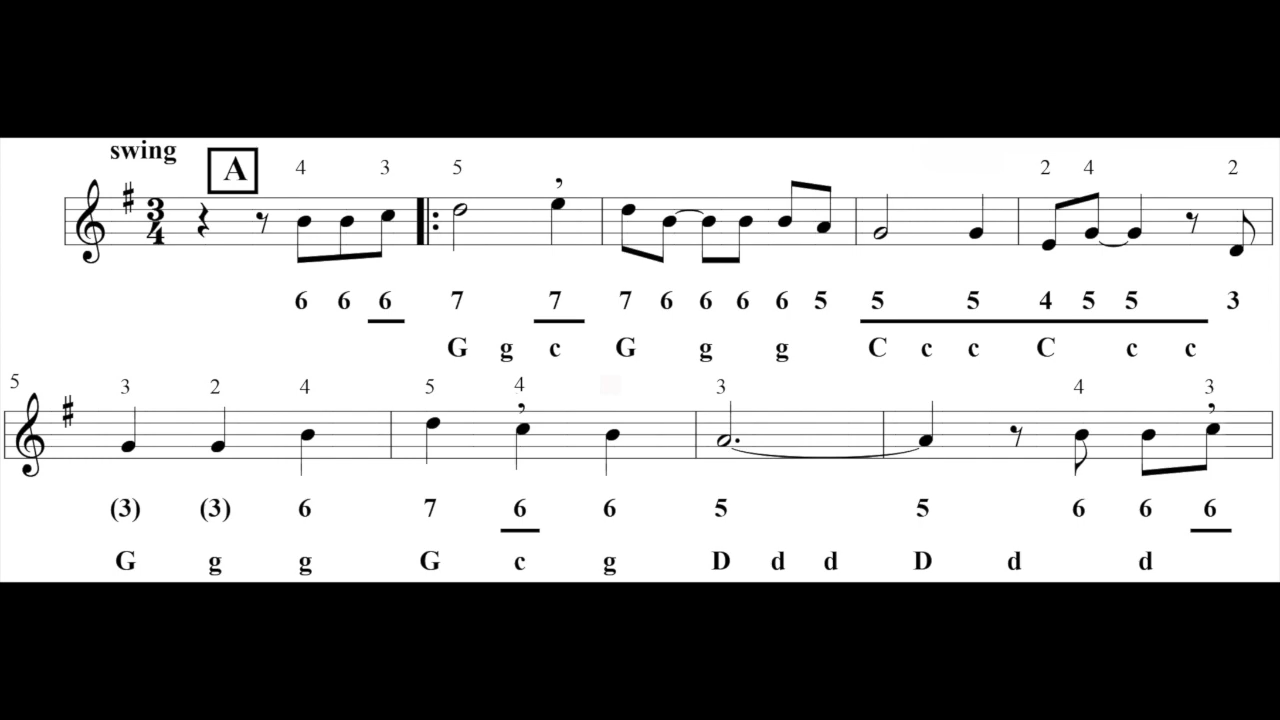 swing A 4 3 5 2 4 2
3
4
6 6 6 7 7 7 6 6 6 6 5 5 5 4 5 5 3
G g c G g g C c c C c c
5 3 2 4 5 4 3 4 3
(3) (3) 6 7 6 6 5 5 6 6 6
G g g G c g D d d D d d